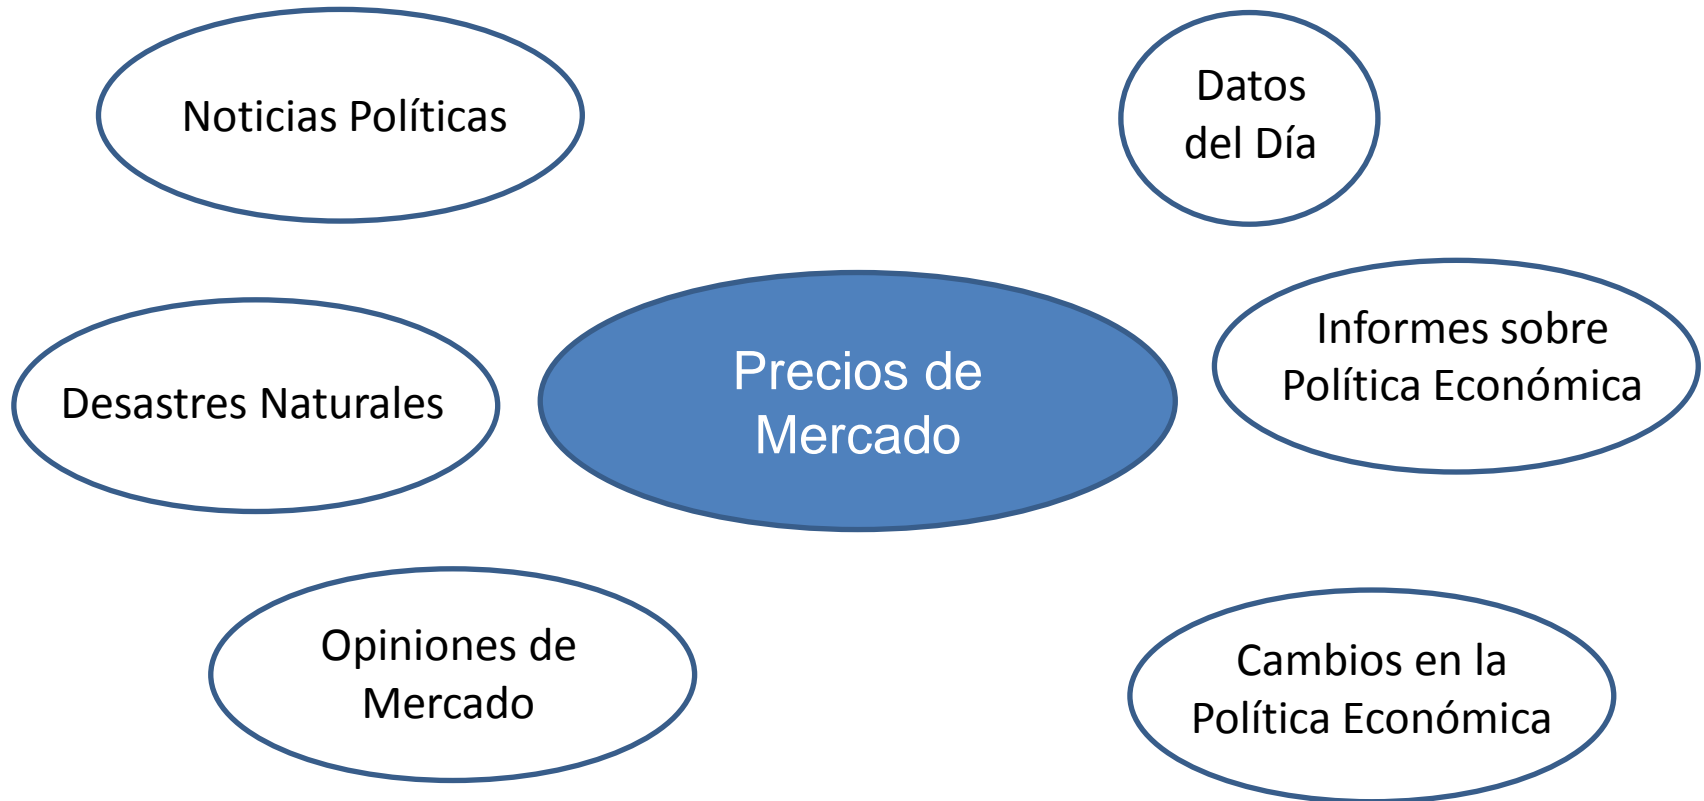 Noticias Políticas
Datos
del Día
Informes sobre
Política Económica
Precios de
Mercado
Desastres Naturales
Opiniones de
Mercado
Cambios en la
Política Económica